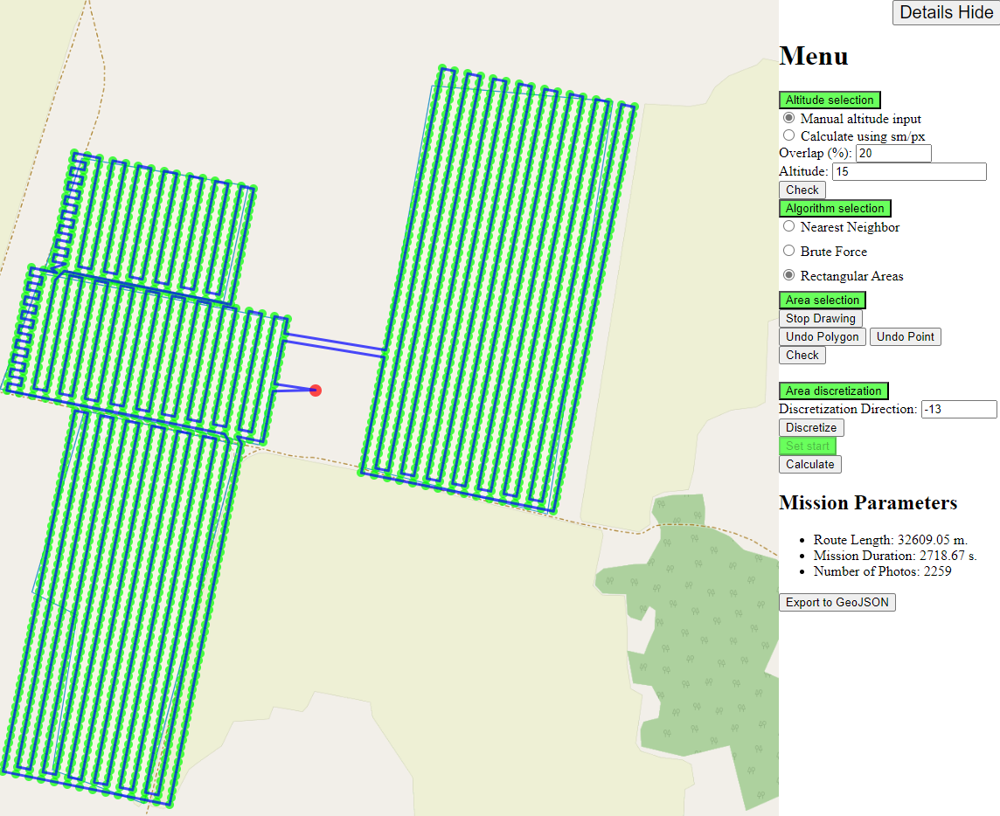 Details Hide
Menu
Altitude selection
Manual altitude input
Calculate using sm/px
Overlap (%): 20
Altitude: 15
Check
Algorithm selection
Nearest Neighbor
Brute Force
Rectangular Areas
Area selection
Stop Drawing
Undo Polygon Undo Point
Check
Area discretization
Discretization Direction: -13
Discretize
Set start
Calculate
Mission Parameters
Route Length: 32609.05 m.
Mission Duration: 2718.67 s.
Number of Photos: 2259
Export to GeoJSON